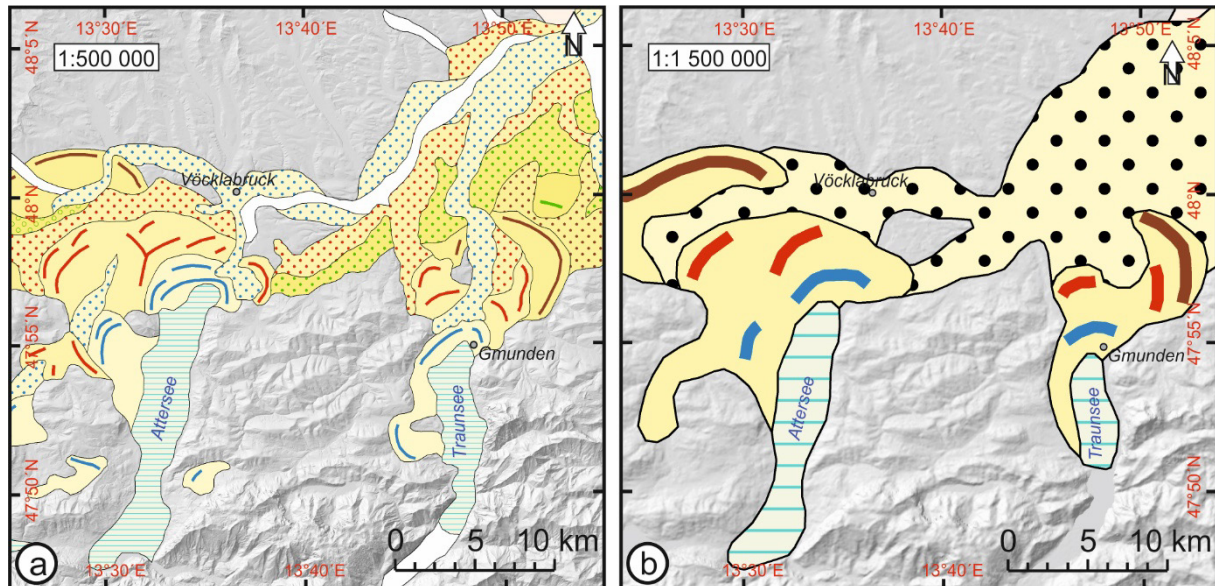 13°30´E
13°40´E
13°50´E
48°5´N
N
1:500 000
Vöcklabruck
48°N
47°55´N
Gmunden
Attersee
Traunsee
47°50´N
0 5 10 km
a
13°30´E
13°40´E
13°30´E
13°40´E
13°50´E
48°5´N
N
1:1 500 000
Vöcklabruck
48°N
47°55´N
Gmunden
Attersee
Traunsee
47°50´N
0 5 10 km
b
13°30´E
13°40´E